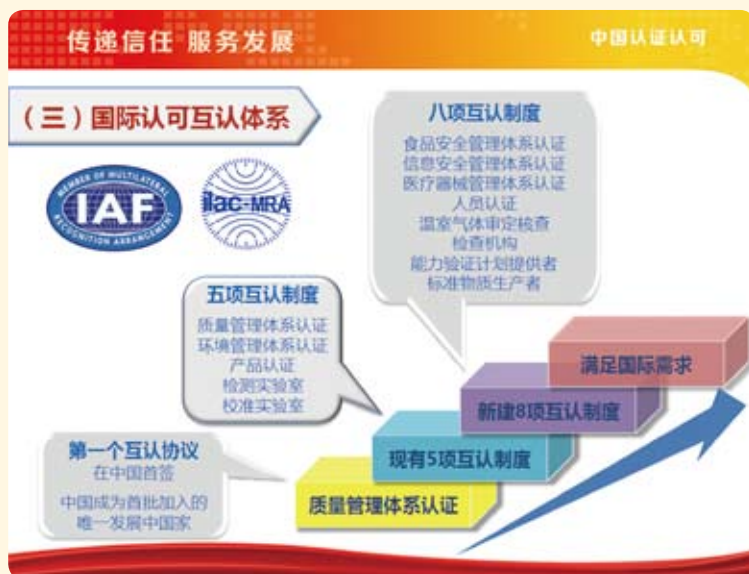 传递信任 服务发展
中国认证认可
（三）国际认可互认体系
MEMBER OF MULTILATERAL
IAF
RECOGNITION ARRANGEMENT
ilac-MRA
八项互认制度
食品安全管理体系认证
信息安全管理体系认证
医疗器械管理体系认证
人员认证
温室气体审定核查
检查机构
能力验证计划提供者
标准物质生产者
五项互认制度
质量管理体系认证
环境管理体系认证
产品认证
检测实验室
校准实验室
第一个互认协议
在中国首签
中国成为首批加入的
唯一发展中国家
满足国际需求
新建8项互认制度
现有5项互认制度
质量管理体系认证